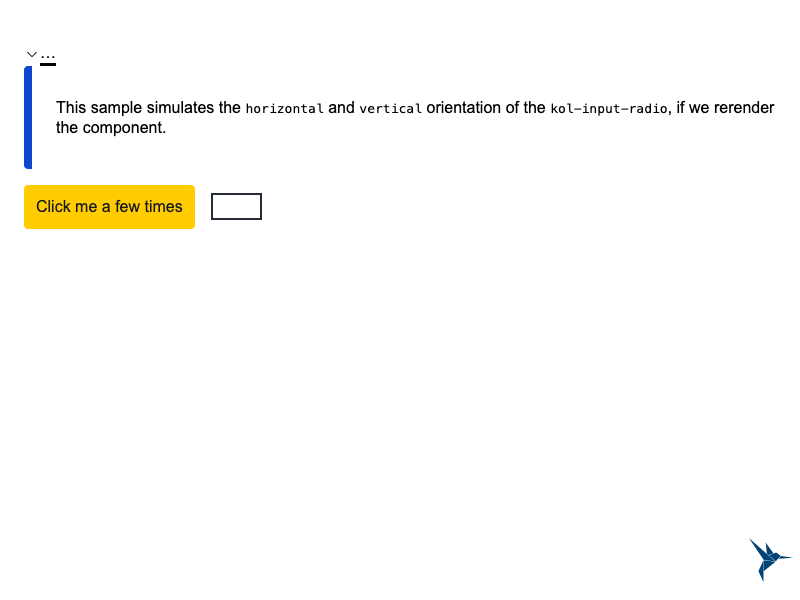 …
This sample simulates the horizontal and vertical orientation of the kol-input-radio, if we rerender
the component.
Click me a few times